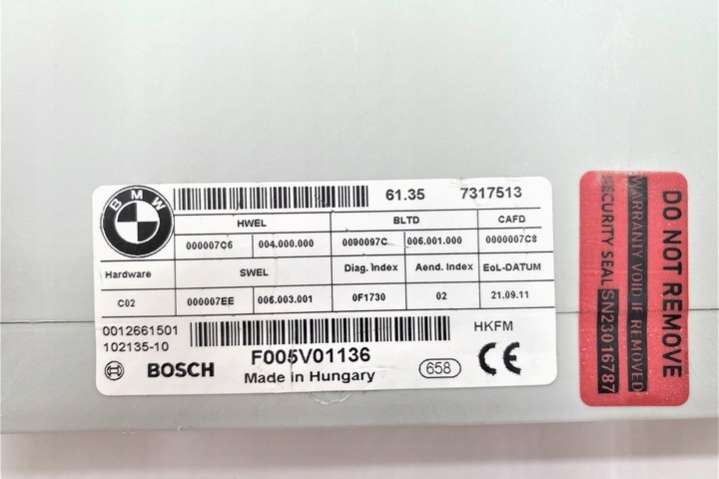 BMW
61.35 7317513
HWEL BLTD CAFD
000007C6 004.000.000 0090097C 006.001.000 0000007C8
Hardware SWEL Diag. Index Aend. Index EoL-DATUM
C02 000007EE 006.003.001 0F1730 02 21.09.11
0012661501 HKFM
102135-10
BOSCH F005V01136 658 CE
Made in Hungary
DO NOT REMOVE
WARRANTY VOID IF REMOVED
SECURITY SEAL SN23016787